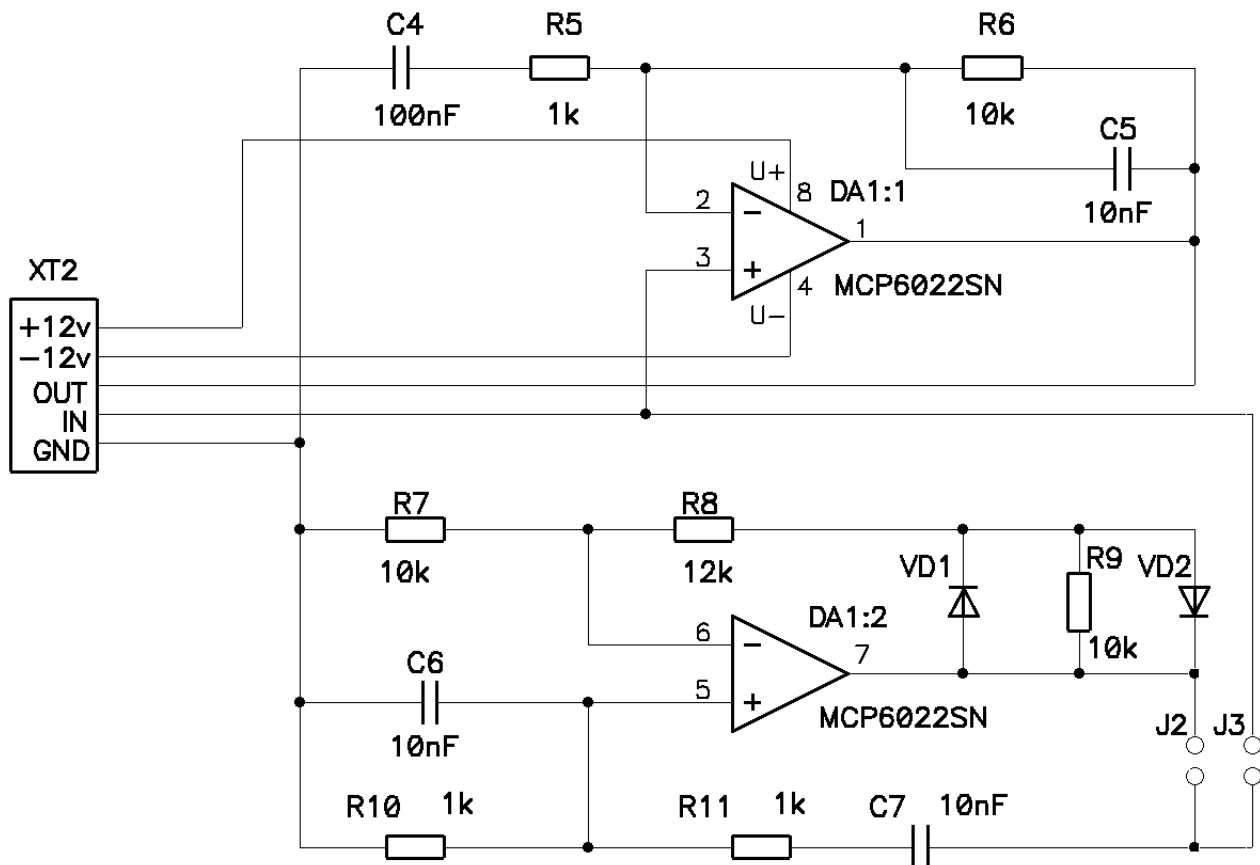 C4 R5 R6
100nF 1k 10k
C5
U+ 8 DA1:1
10nF
2 −
1
3 +
XT2
4 MCP6022SN
U−
+12v
−12v
OUT
IN
GND
R7 R8
10k 12k VD1 R9 VD2
DA1:2
6 − 7 10k
C6
5 + MCP6022SN
10nF J2 J3
R10 1k R11 1k C7 10nF